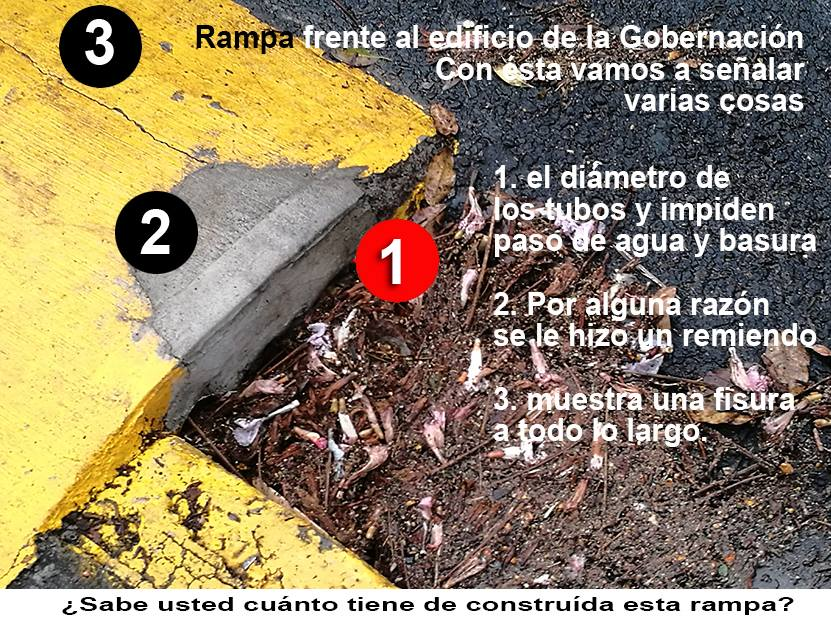 3
Rampa frente al edificio de la Gobernación
Con ésta vamos a señalar
varias cosas
1. el diámetro de
los tubos y impiden
paso de agua y basura
2
1
2. Por alguna razón
se le hizo un remiendo
3. muestra una fisura
a todo lo largo.
¿Sabe usted cuánto tiene de construída esta rampa?